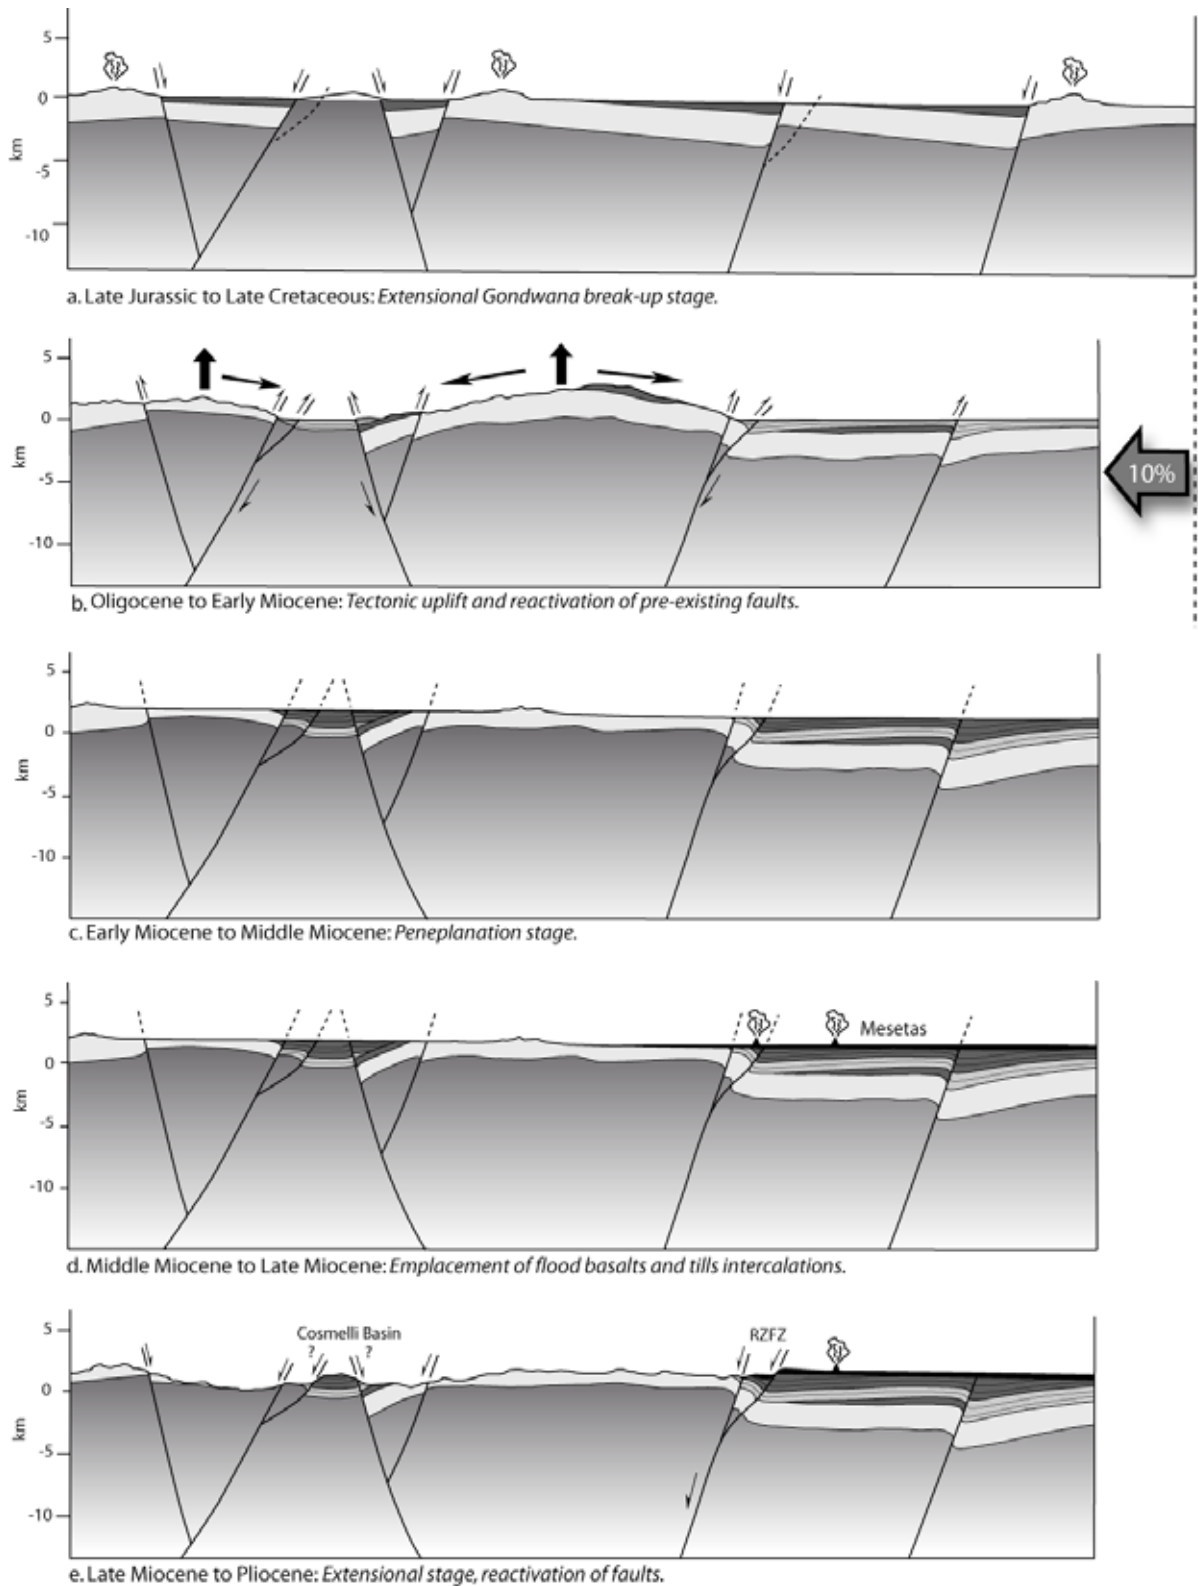 5
0
km
-5
-10
a. Late Jurassic to Late Cretaceous: Extensional Gondwana break-up stage.
5
0
km
-5
10%
-10
b. Oligocene to Early Miocene: Tectonic uplift and reactivation of pre-existing faults.
5
0
km
-5
-10
c. Early Miocene to Middle Miocene: Peneplanation stage.
5
Mesetas
0
km
-5
-10
d. Middle Miocene to Late Miocene: Emplacement of flood basalts and tills intercalations.
5
Cosmelli Basin
RZFZ
? ?
0
km
-5
-10
e. Late Miocene to Pliocene: Extensional stage, reactivation of faults.